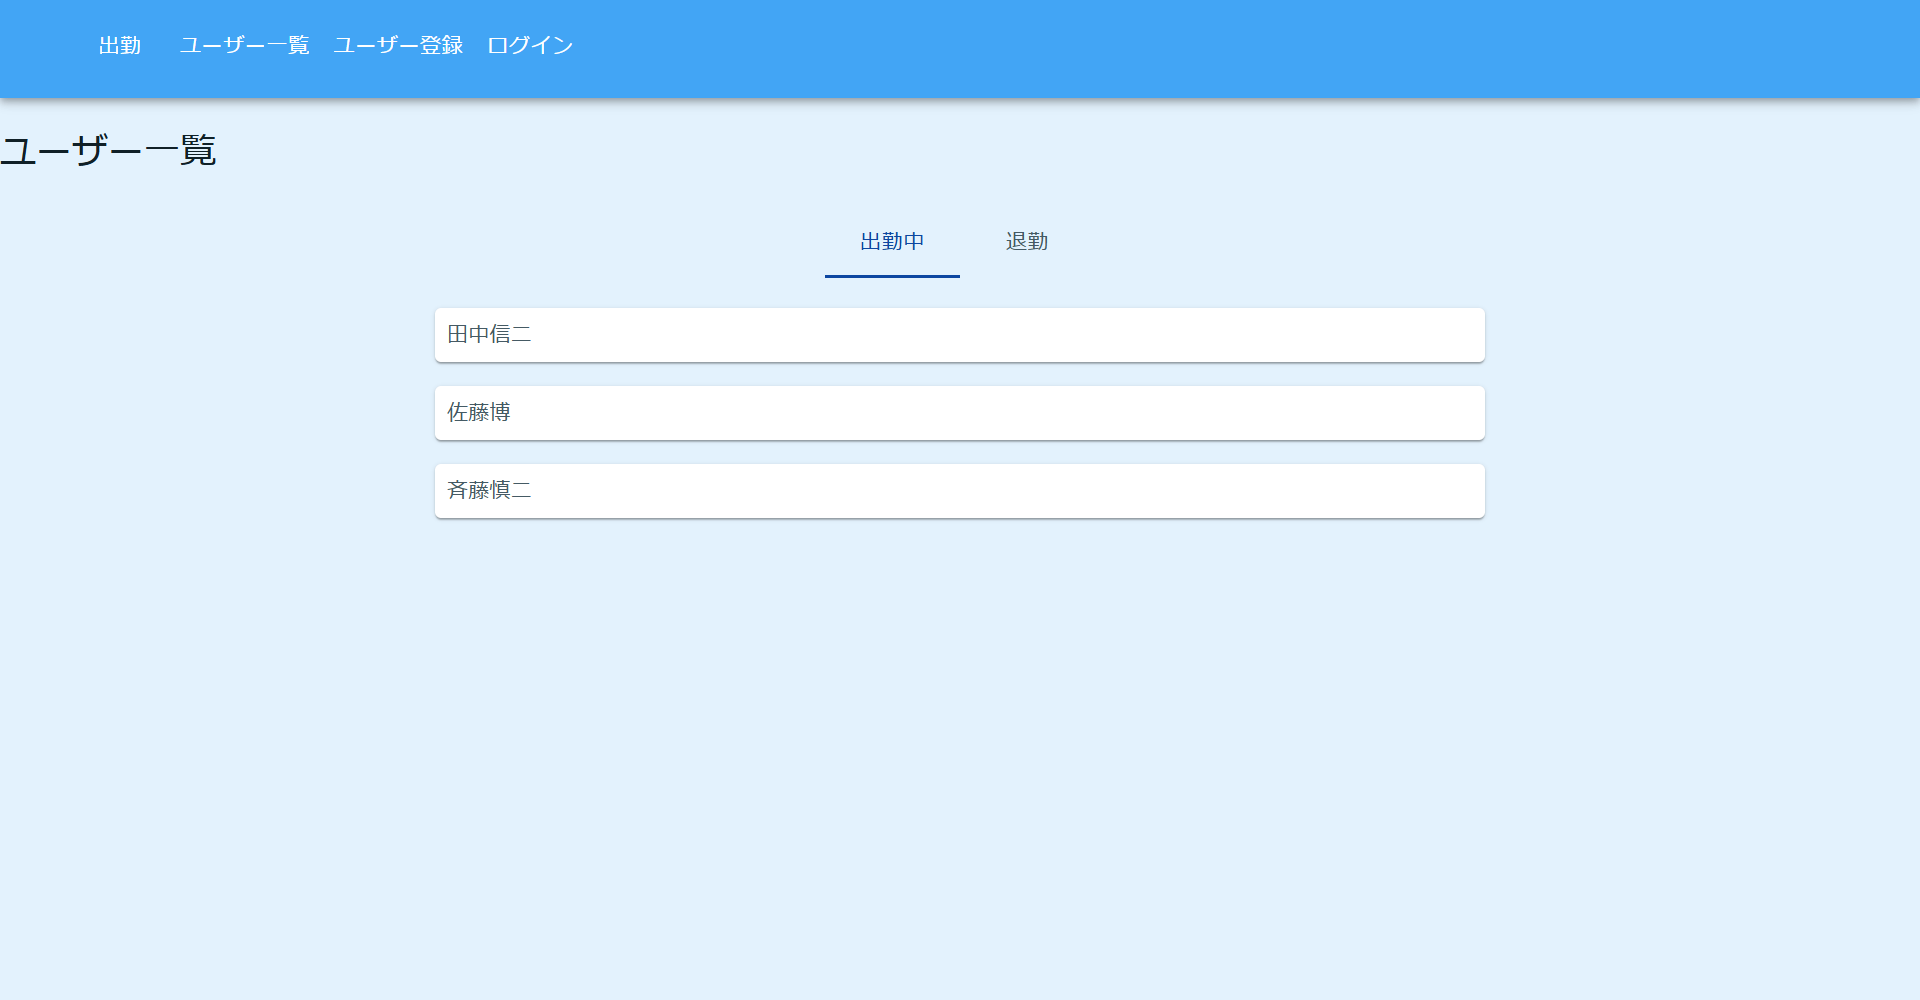 出勤 ユーザー一覧 ユーザー登録 ログイン
ユーザー一覧
出勤中 退勤
田中信二
佐藤博
斉藤慎二